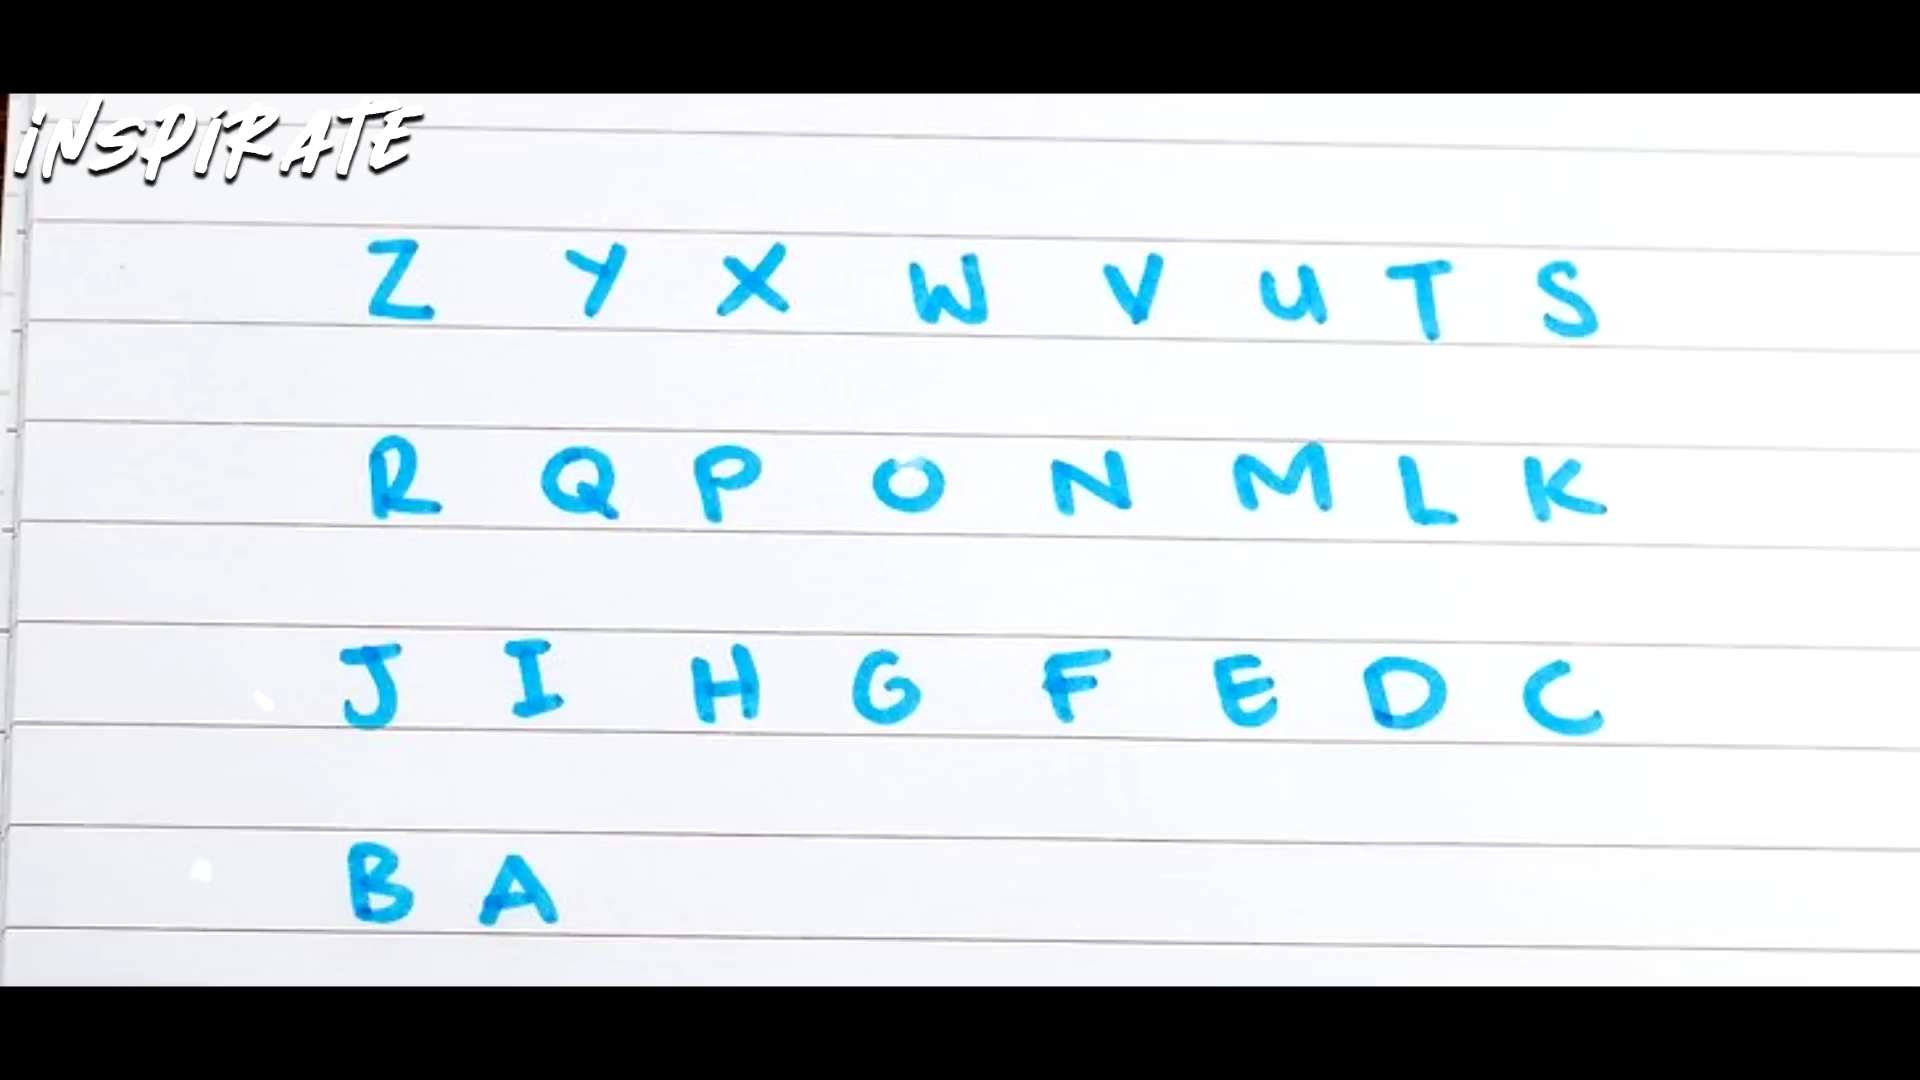 INSPIRATE
Z Y X W V U T S
R Q P O N M L K
J I H G F E D C
B A